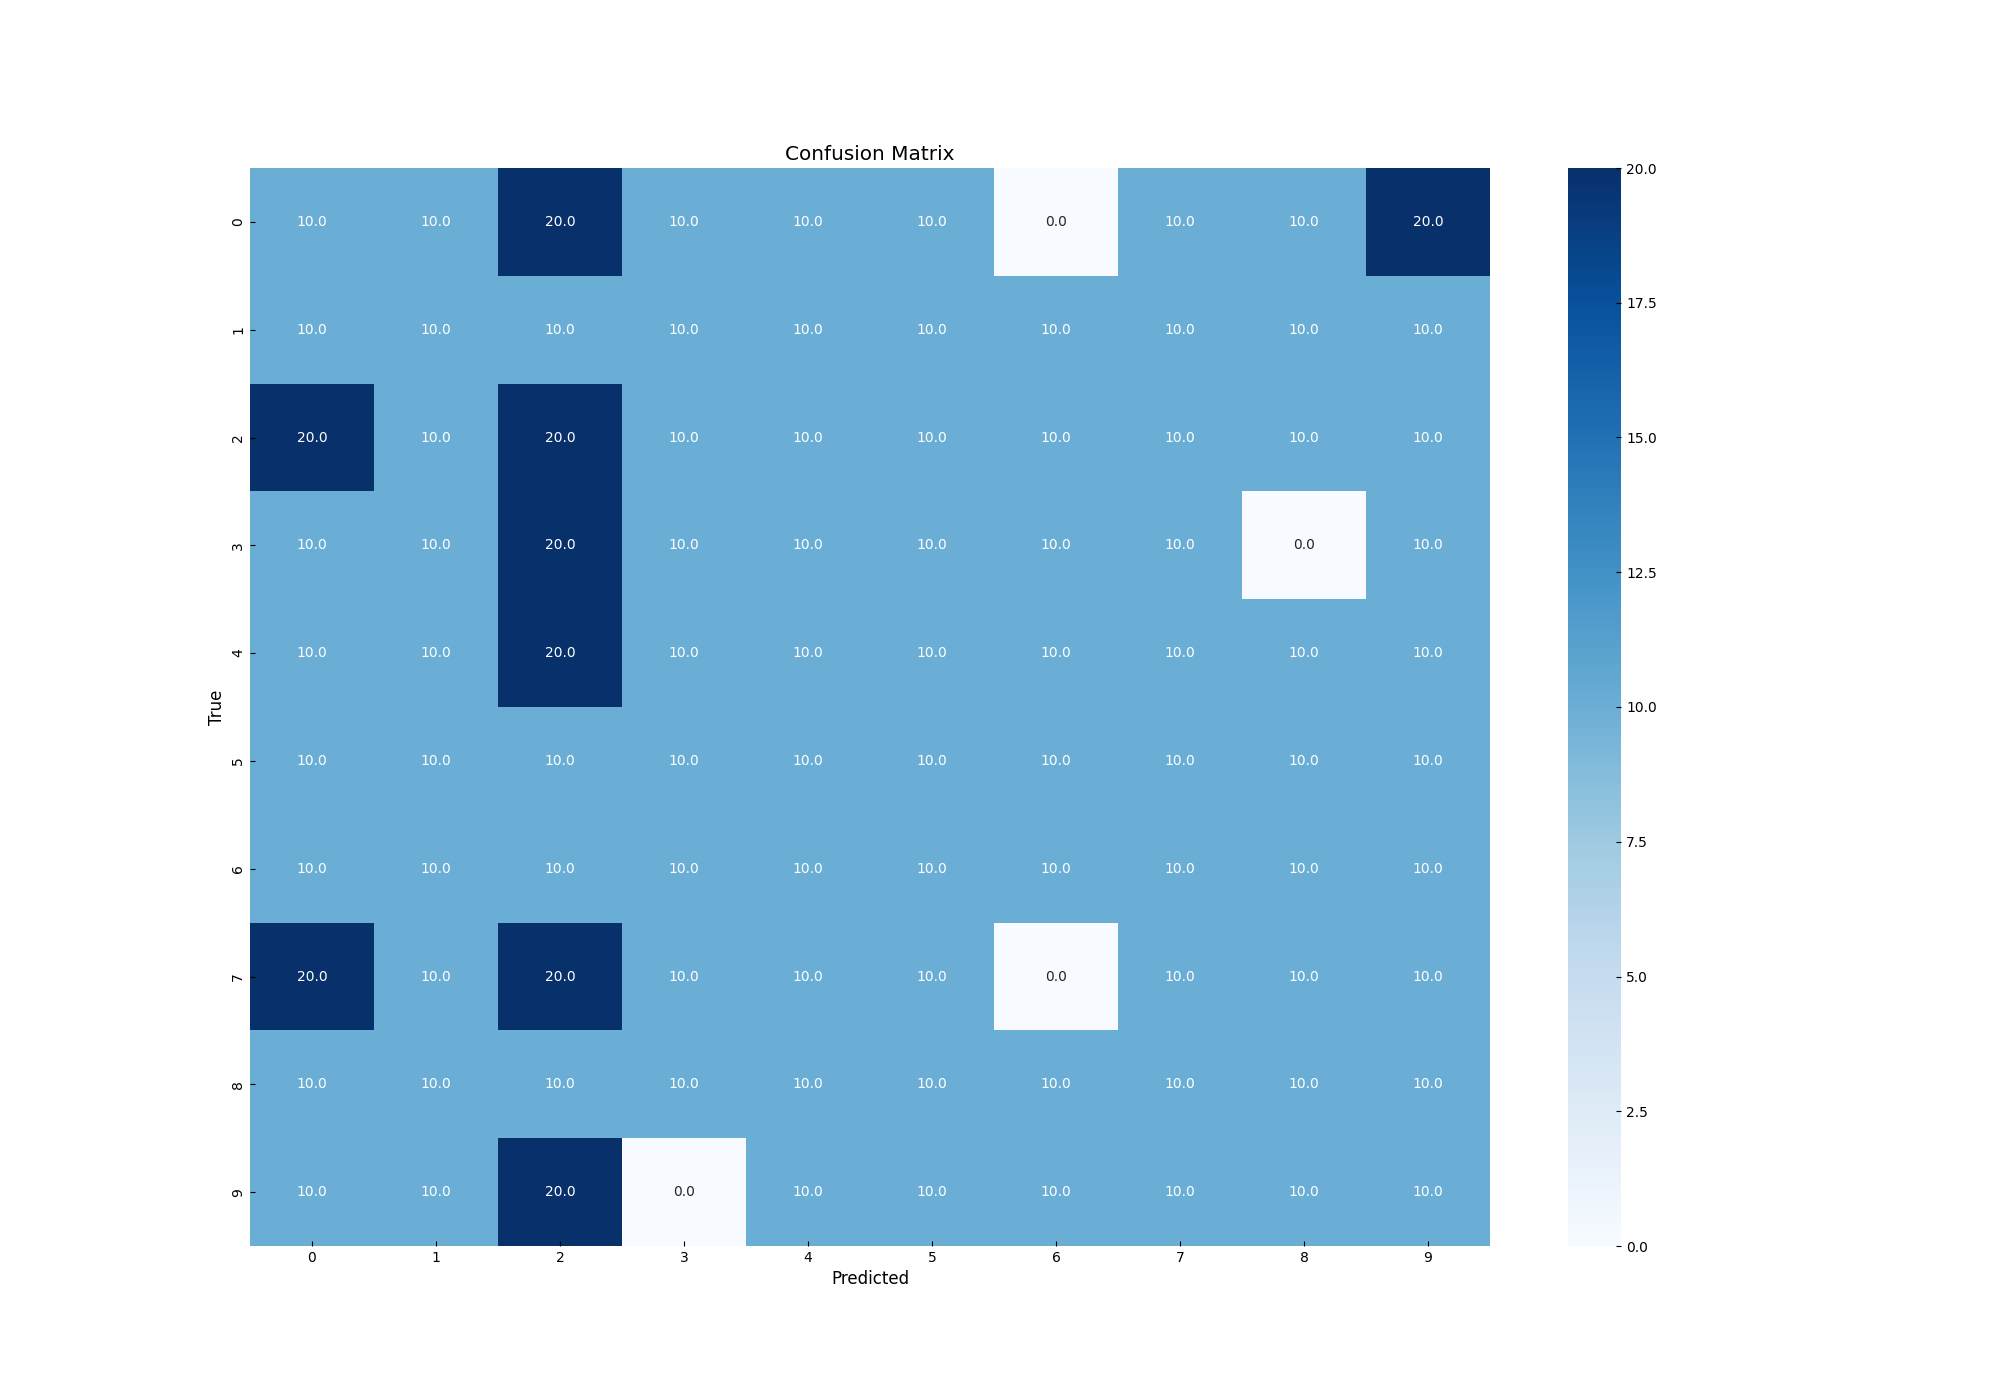 Confusion Matrix
0 10.0 10.0 20.0 10.0 10.0 10.0 0.0 10.0 10.0 20.0
1 10.0 10.0 10.0 10.0 10.0 10.0 10.0 10.0 10.0 10.0
2 20.0 10.0 20.0 10.0 10.0 10.0 10.0 10.0 10.0 10.0
3 10.0 10.0 20.0 10.0 10.0 10.0 10.0 10.0 0.0 10.0
4 10.0 10.0 20.0 10.0 10.0 10.0 10.0 10.0 10.0 10.0
True
5 10.0 10.0 10.0 10.0 10.0 10.0 10.0 10.0 10.0 10.0
6 10.0 10.0 10.0 10.0 10.0 10.0 10.0 10.0 10.0 10.0
7 20.0 10.0 20.0 10.0 10.0 10.0 0.0 10.0 10.0 10.0
8 10.0 10.0 10.0 10.0 10.0 10.0 10.0 10.0 10.0 10.0
9 10.0 10.0 20.0 0.0 10.0 10.0 10.0 10.0 10.0 10.0
0 1 2 3 4 5 6 7 8 9
Predicted
20.0
17.5
15.0
12.5
10.0
7.5
5.0
2.5
0.0